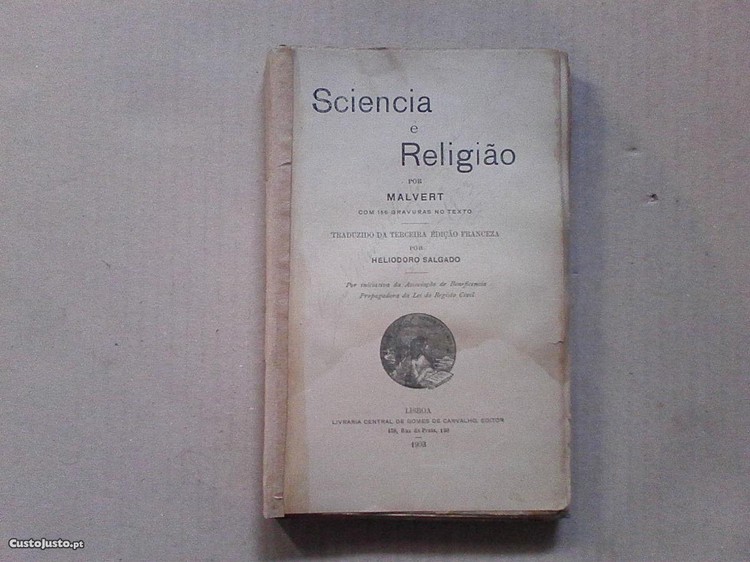 Sciencia
e
Religião
POR
MALVERT
COM 156 GRAVURAS NO TEXTO
TRADUZIDO DA TERCEIRA EDIÇÃO FRANCEZA
POR
HELIODORO SALGADO
Por iniciativa da Associação de Beneficencia
Propagadora da Lei do Registo Civil
LISBOA
LIVRARIA CENTRAL DE GOMES DE CARVALHO, EDITOR
Rua da Prata, 160
CustoJusto.pt